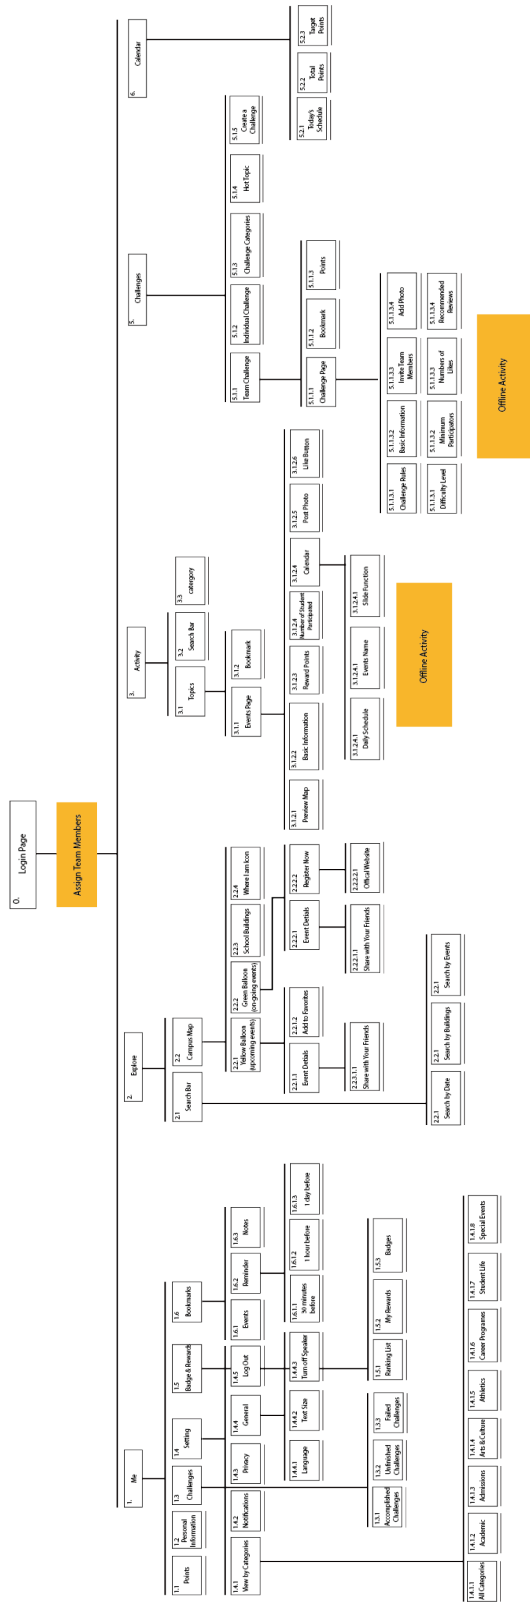 0.
Login Page
Assign Team Members
1.
Me
1.1
Points
1.2
Personal
Information
1.3
Challenges
1.4
Setting
1.5
Badge & Rewards
1.6
Bookmarks
1.4.1
View by Categories
1.4.2
Notifications
1.4.3
Privacy
1.4.4
General
1.4.5
Log Out
1.6.1
Events
1.6.2
Reminder
1.6.3
Notes
1.4.4.1
Language
1.4.4.2
Text Size
1.4.4.3
Turn off Speaker
1.6.1.1
30 minutes
before
1.6.1.2
1 hour before
1.6.1.3
1 day before
1.3.1
Accomplished
Challenges
1.3.2
Unfinished
Challenges
1.3.3
Failed
Challenges
1.5.1
Ranking List
1.5.2
My Rewards
1.5.3
Badges
1.4.1.1
All Categories
1.4.1.2
Academic
1.4.1.3
Admissions
1.4.1.4
Arts & Culture
1.4.1.5
Athletics
1.4.1.6
Career Programes
1.4.1.7
Student Life
1.4.1.8
Special Events
2.
Explore
2.1
Search Bar
2.2
Campus Map
2.2.1
Yellow Balloon
(upcoming events)
2.2.2
Green Balloon
(on-going events)
2.2.3
School Buildings
2.2.4
Where I am Icon
2.2.1.1
Event Detials
2.2.1.2
Add to Favorites
2.2.2.1
Event Detials
2.2.2.2
Register Now
2.2.3.1.1
Share with Your Friends
2.2.2.1.1
Share with Your Friends
2.2.2.2.1
Offical Website
2.2.1
Search by Date
2.2.1
Search by Buildings
2.2.1
Search by Events
3.
Activity
3.1
Topics
3.2
Search Bar
3.3
catergory
3.1.1
Events Page
3.1.2
Bookmark
3.1.2.1
Preview Map
3.1.2.2
Basic Information
3.1.2.3
Reward Points
3.1.2.4
Number of Student
Participated
3.1.2.4
Calendar
3.1.2.5
Post Photo
3.1.2.6
Like Button
3.1.2.4.1
Daily Schedule
3.1.2.4.1
Events Name
3.1.2.4.1
Slide Function
Offline Activity
5.
Challenges
5.1.1
Team Challenge
5.1.2
Individual Challenge
5.1.3
Challenge Categories
5.1.4
Hot Topic
5.1.5
Create a
Challenge
5.1.1.1
Challenge Page
5.1.1.2
Bookmark
5.1.1.3
Points
5.1.1.3.1
Challenge Rules
5.1.1.3.2
Basic Information
5.1.1.3.3
Invite Team
Members
5.1.1.3.4
Add Photo
5.1.1.3.1
Difficulty Level
5.1.1.3.2
Minimum
Participators
5.1.1.3.3
Numbers of
Likes
5.1.1.3.4
Recommended
Reviews
Offline Activity
6.
Calendar
5.2.1
Today's
Schedule
5.2.2
Total
Points
5.2.3
Target
Points